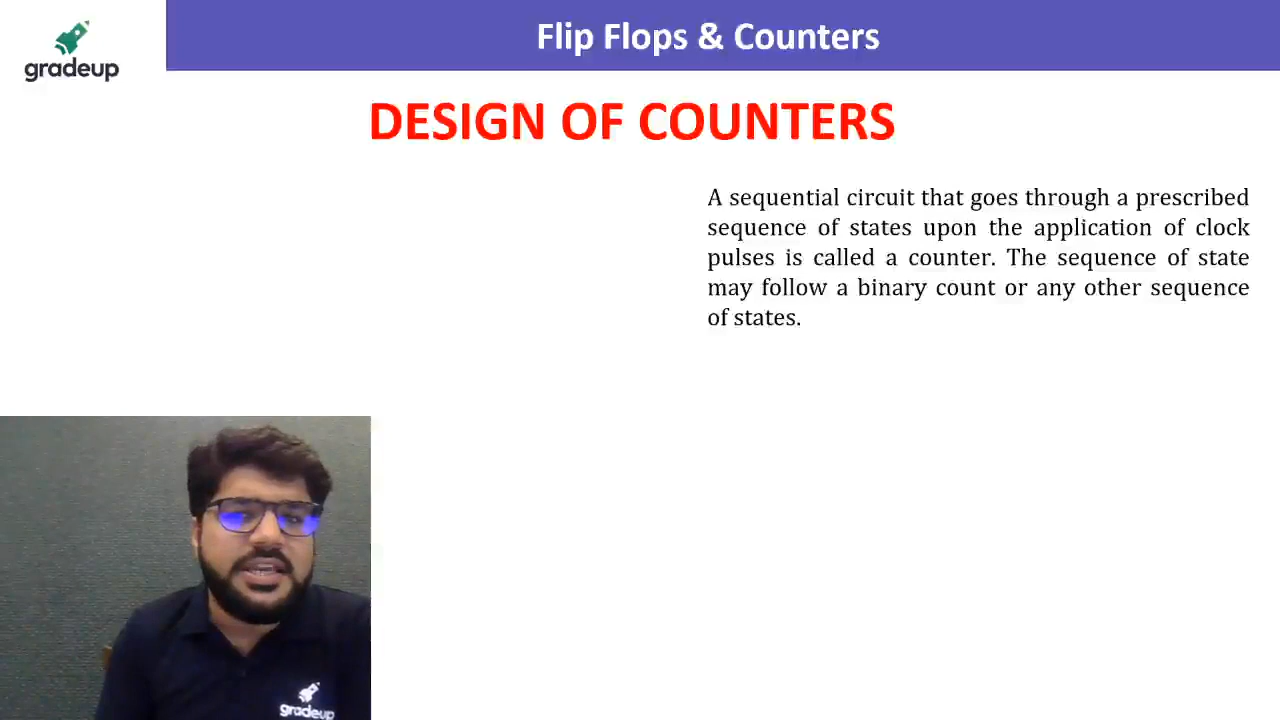 gradeup
Flip Flops & Counters
DESIGN OF COUNTERS
A sequential circuit that goes through a prescribed
sequence of states upon the application of clock
pulses is called a counter. The sequence of state
may follow a binary count or any other sequence
of states.
gradeup